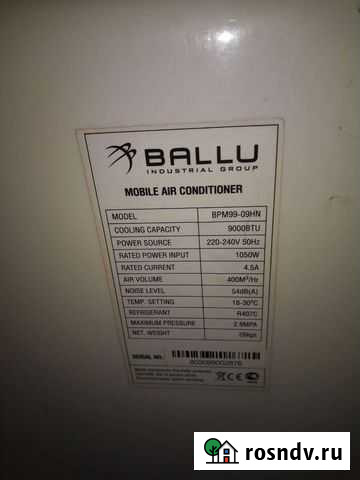 BALLU
INDUSTRIAL GROUP
MOBILE AIR CONDITIONER
MODEL BPM99-09HN
COOLING CAPACITY 9000BTU
POWER SOURCE 220-240V 50Hz
RATED POWER INPUT 1050W
RATED CURRENT 4.5A
AIR VOLUME 400M³/Hr
NOISE LEVEL 54dB(A)
TEMP. SETTING 18-30°C
REFRIGERANT R407C
MAXIMUM PRESSURE 2.6MPA
N.T. WEIGHT
SERIAL NO.:
rosndv.ru